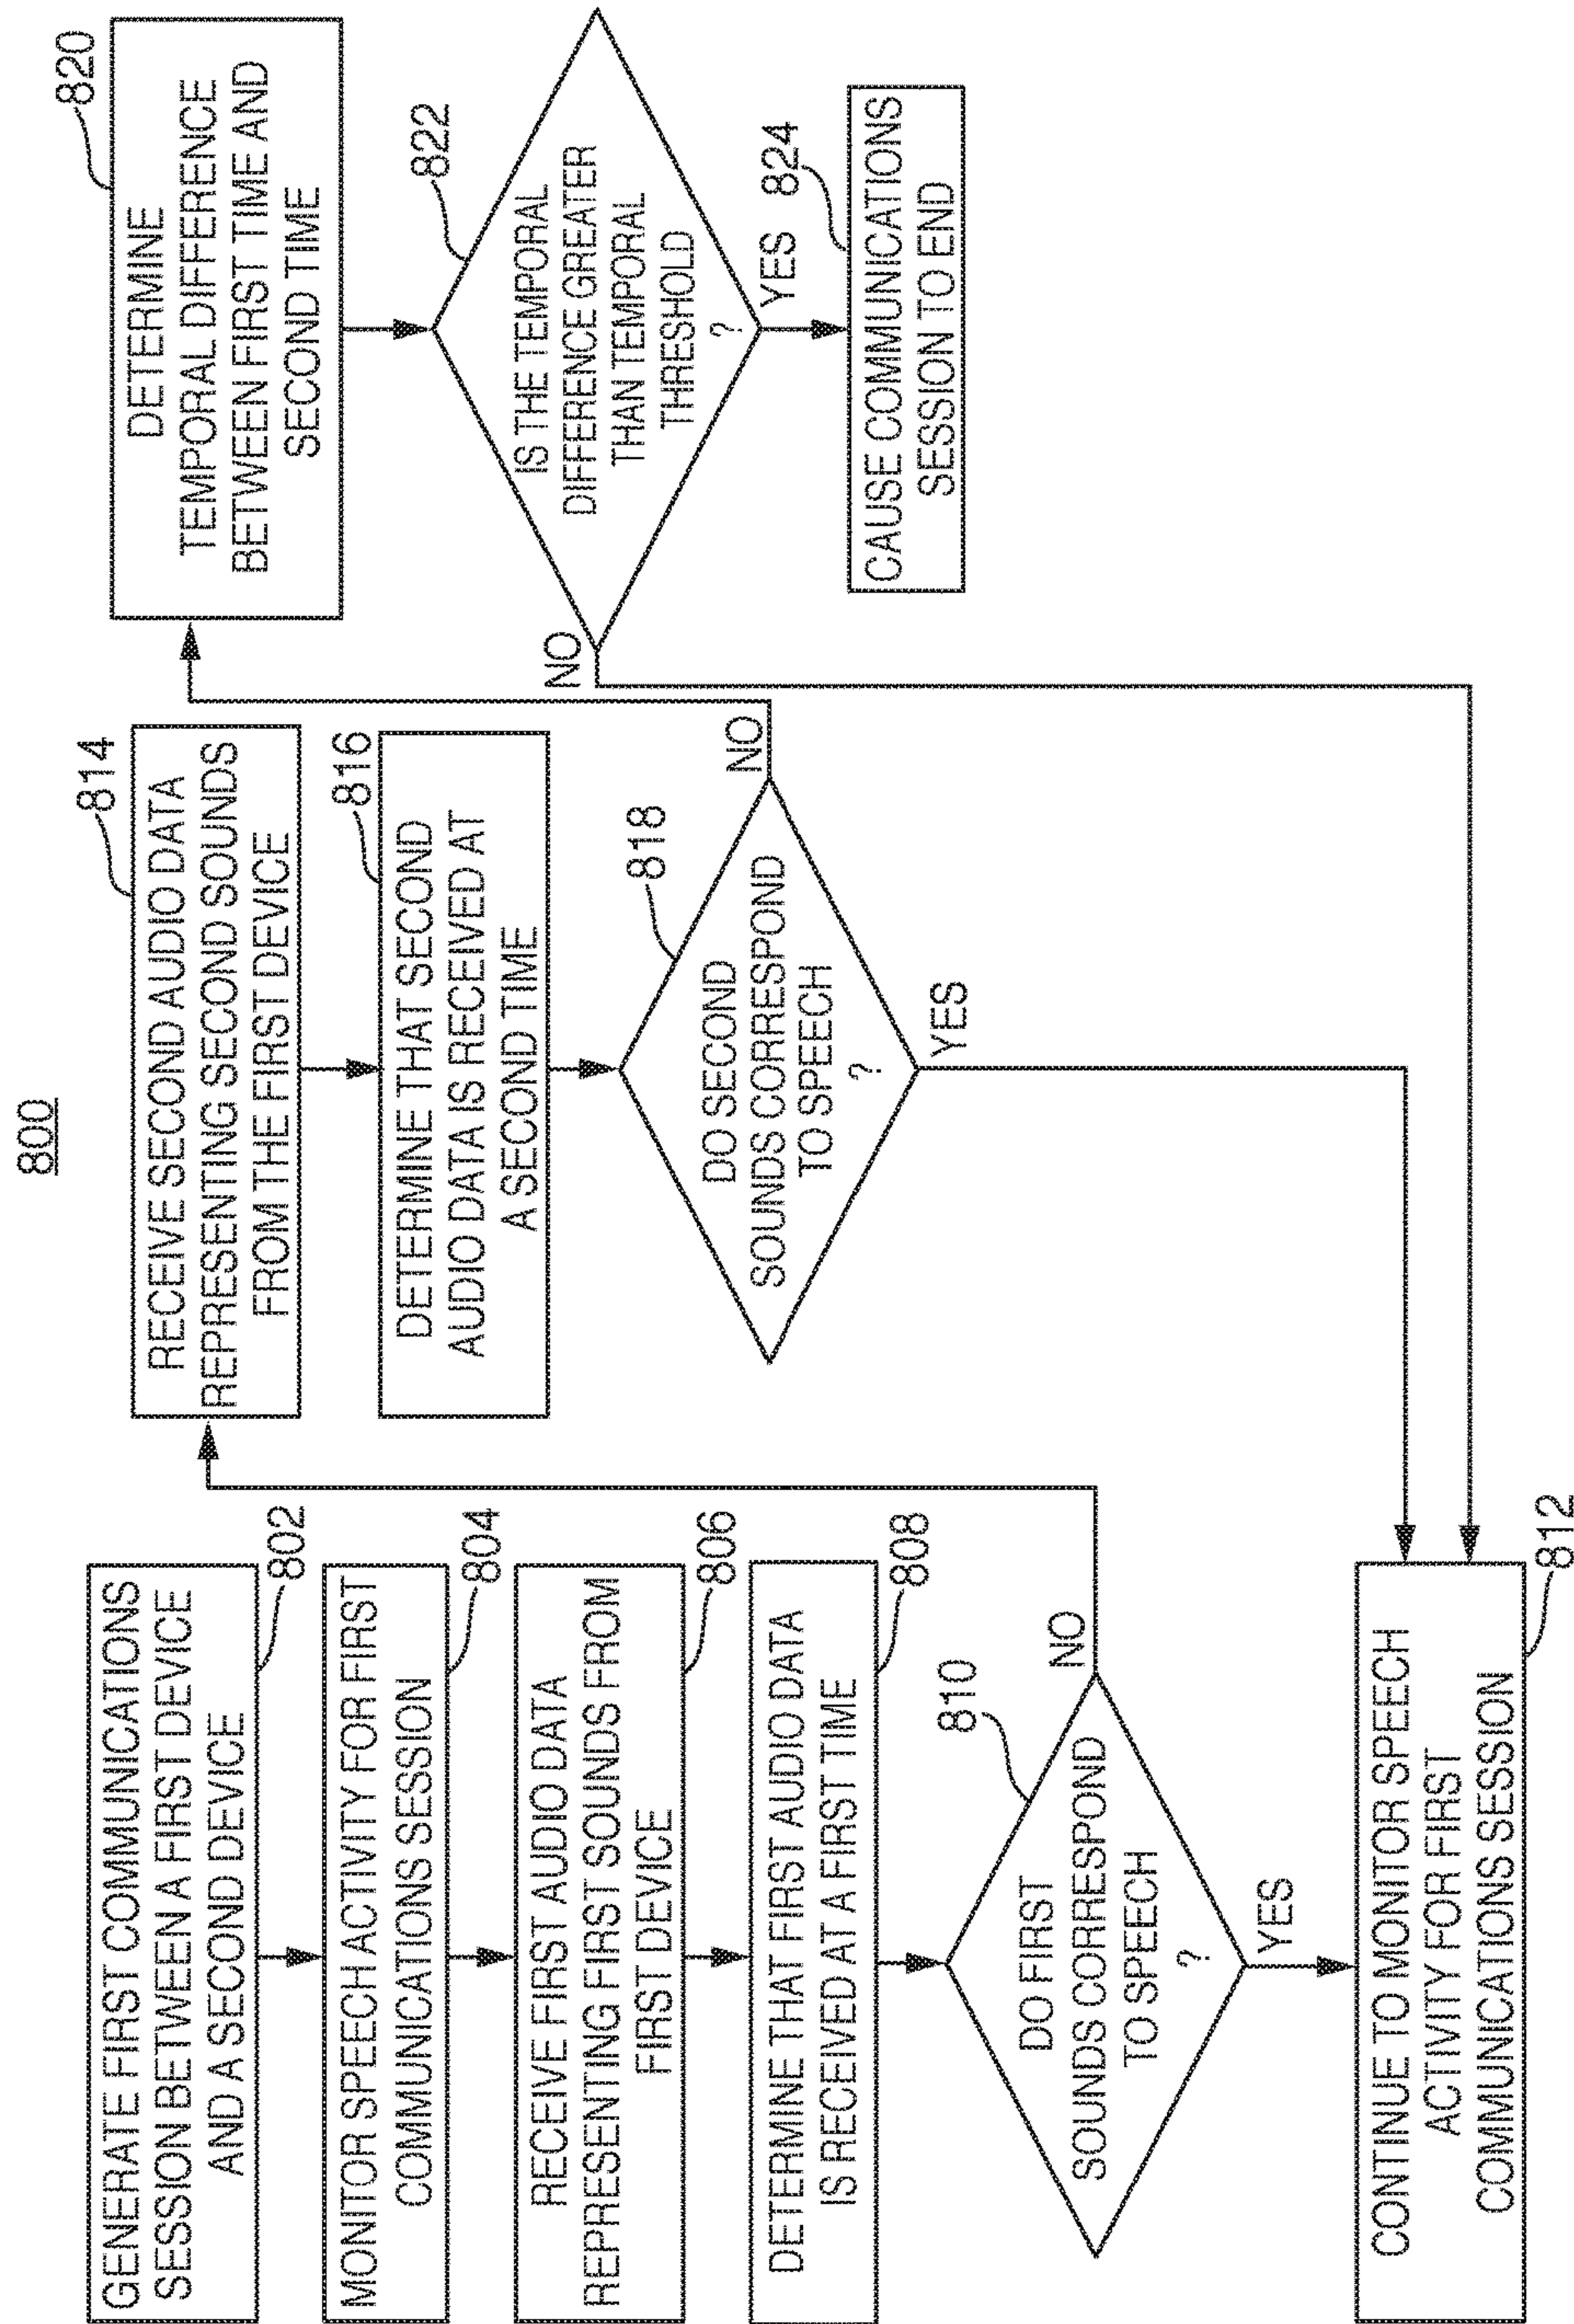 800
GENERATE FIRST COMMUNICATIONS
SESSION BETWEEN A FIRST DEVICE
AND A SECOND DEVICE
802
MONITOR SPEECH ACTIVITY FOR FIRST
COMMUNICATIONS SESSION
804
RECEIVE FIRST AUDIO DATA
REPRESENTING FIRST SOUNDS FROM
FIRST DEVICE
806
DETERMINE THAT FIRST AUDIO DATA
IS RECEIVED AT A FIRST TIME
808
810
DO FIRST
SOUNDS CORRESPOND
TO SPEECH
?
NO
YES
CONTINUE TO MONITOR SPEECH
ACTIVITY FOR FIRST
COMMUNICATIONS SESSION
812
814
RECEIVE SECOND AUDIO DATA
REPRESENTING SECOND SOUNDS
FROM THE FIRST DEVICE
816
DETERMINE THAT SECOND
AUDIO DATA IS RECEIVED AT
A SECOND TIME
818
DO SECOND
SOUNDS CORRESPOND
TO SPEECH
?
NO
YES
820
DETERMINE
TEMPORAL DIFFERENCE
BETWEEN FIRST TIME AND
SECOND TIME
822
IS THE TEMPORAL
DIFFERENCE GREATER
THAN TEMPORAL
THRESHOLD
?
NO
YES
824
CAUSE COMMUNICATIONS
SESSION TO END